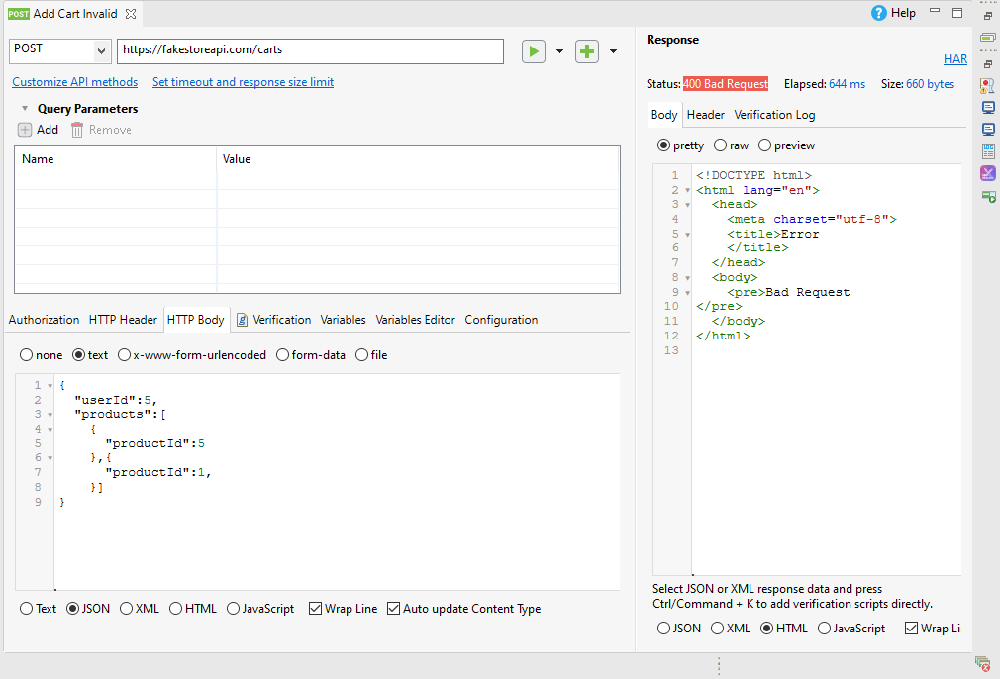 POST Add Cart Invalid
Help
POST
https://fakestoreapi.com/carts
Customize API methods Set timeout and response size limit
Query Parameters
Add Remove
Name Value
Authorization HTTP Header HTTP Body Verification Variables Variables Editor Configuration
none text x-www-form-urlencoded form-data file
1 {
2 "userId":5,
3 "products":[
4 {
5 "productId":5
6 },{
7 "productId":1,
8 }]
9 }
Text JSON XML HTML JavaScript Wrap Line Auto update Content Type
Response
HAR
Status: 400 Bad Request Elapsed: 644 ms Size: 660 bytes
Body Header Verification Log
pretty raw preview
1 <!DOCTYPE html>
2 <html lang="en">
3 <head>
4 <meta charset="utf-8">
5 <title>Error
6 </title>
7 </head>
8 <body>
9 <pre>Bad Request
10 </pre>
11 </body>
12 </html>
13
Select JSON or XML response data and press
Ctrl/Command + K to add verification scripts directly.
JSON XML HTML JavaScript Wrap Li